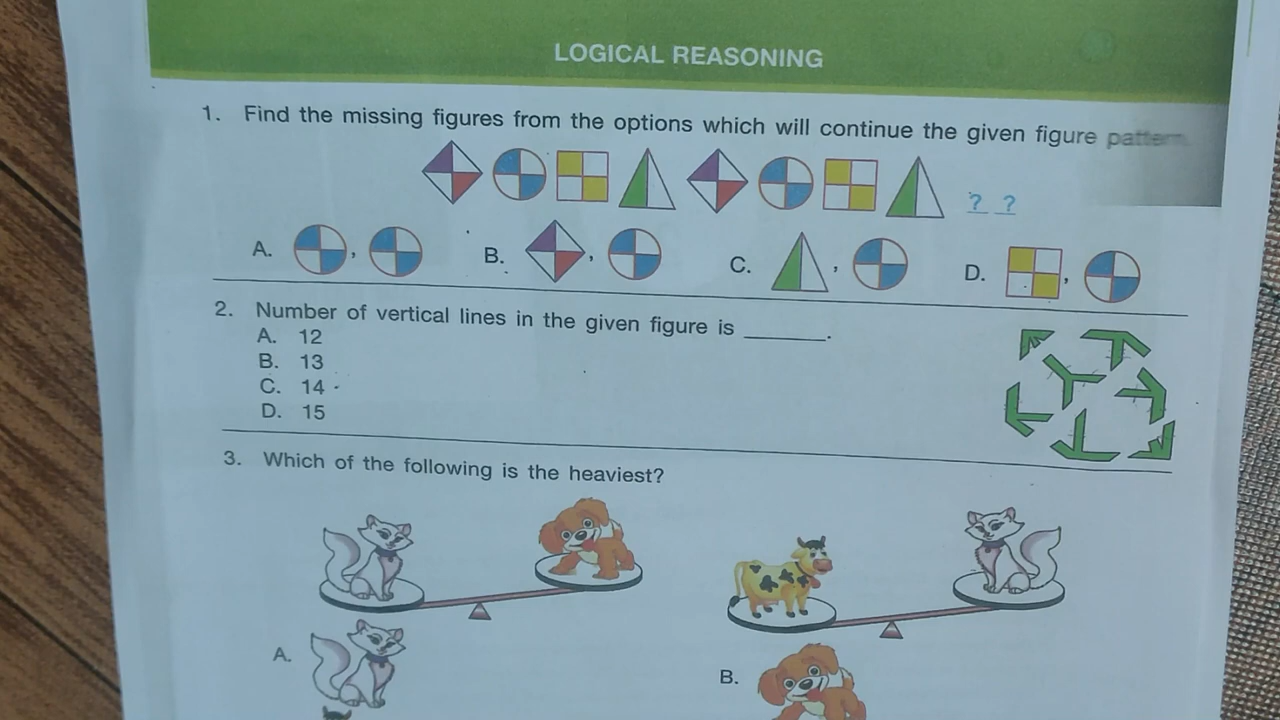 LOGICAL REASONING
1. Find the missing figures from the options which will continue the given figure pattern.
? ?
A. , B. , C. , D. ,
2. Number of vertical lines in the given figure is ______.
A. 12
B. 13
C. 14
D. 15
3. Which of the following is the heaviest?
A. B.